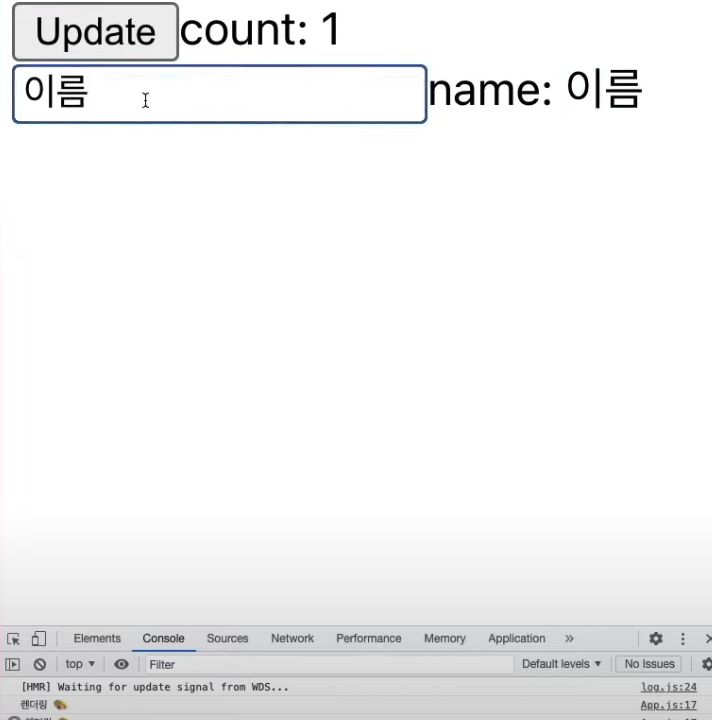 Update count: 1
이름 name: 이름
Elements Console Sources Network Performance Memory Application »
top ▼ Filter Default levels ▼ No Issues
[HMR] Waiting for update signal from WDS... log.js:24
렌더링 🎨 App.js:17